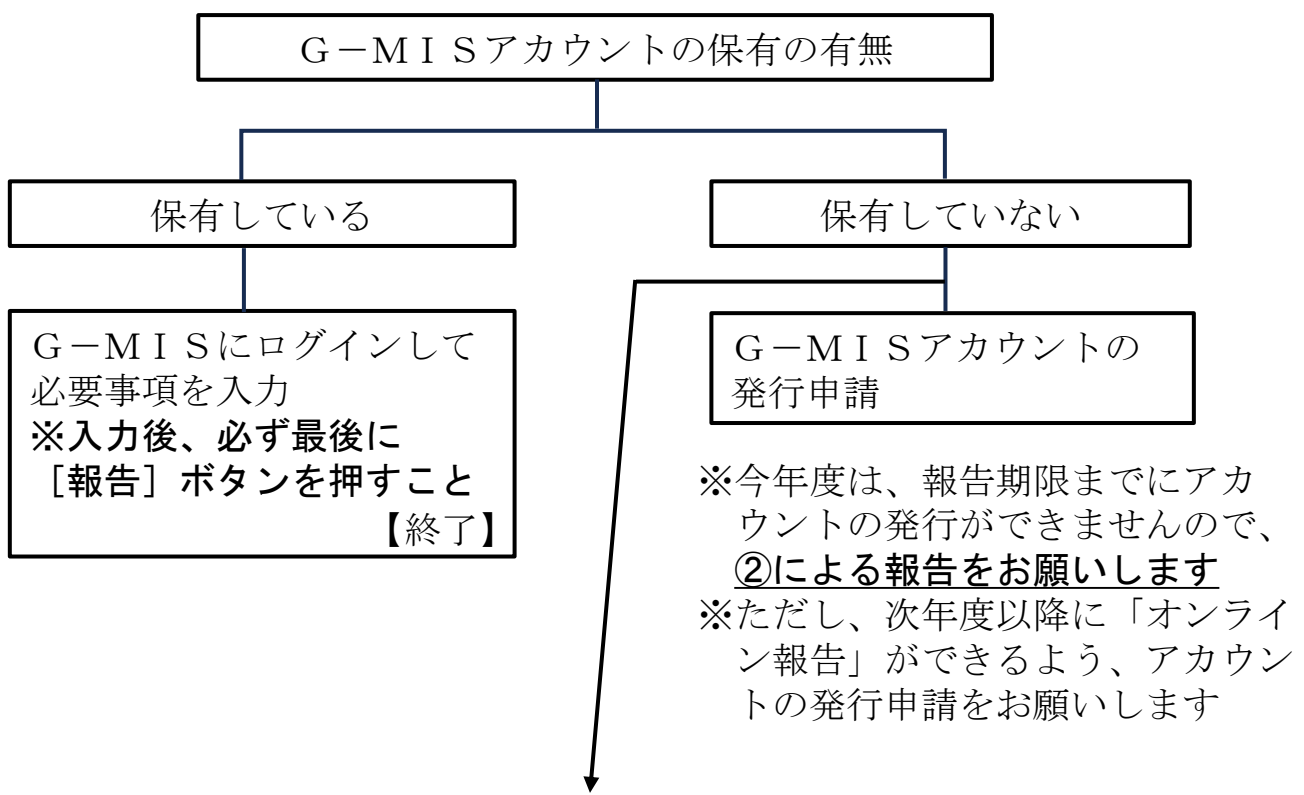 Ｇ－ＭＩＳアカウントの保有の有無
保有している
保有していない
Ｇ－ＭＩＳにログインして
必要事項を入力
※入力後、必ず最後に
［報告］ボタンを押すこと
【終了】
Ｇ－ＭＩＳアカウントの
発行申請
※今年度は、報告期限までにアカ
ウントの発行ができませんので、
②による報告をお願いします
※ただし、次年度以降に「オンライ
ン報告」ができるよう、アカウン
トの発行申請をお願いします